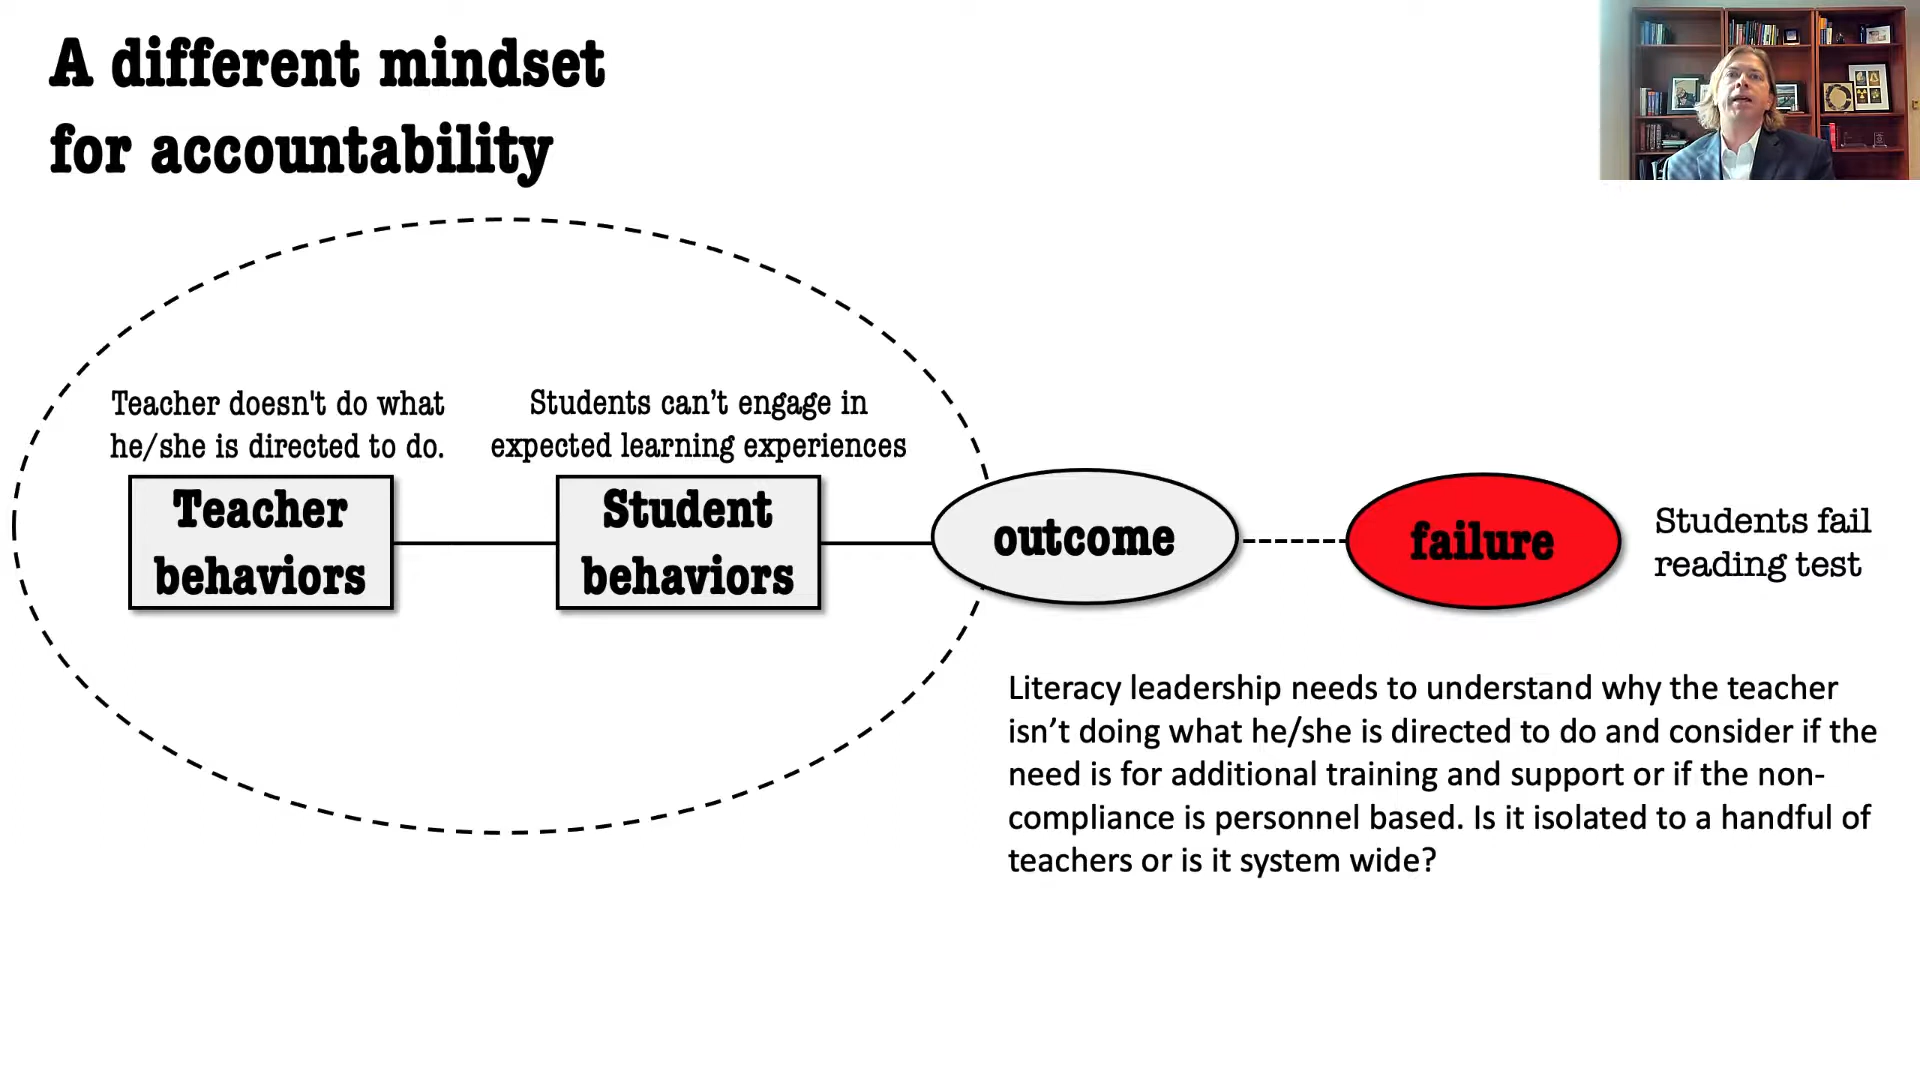 A different mindset
for accountability
Teacher doesn't do what
he/she is directed to do.
Students can’t engage in
expected learning experiences
Teacher
behaviors
Student
behaviors
outcome
failure
Students fail
reading test
Literacy leadership needs to understand why the teacher
isn’t doing what he/she is directed to do and consider if the
need is for additional training and support or if the non-
compliance is personnel based. Is it isolated to a handful of
teachers or is it system wide?